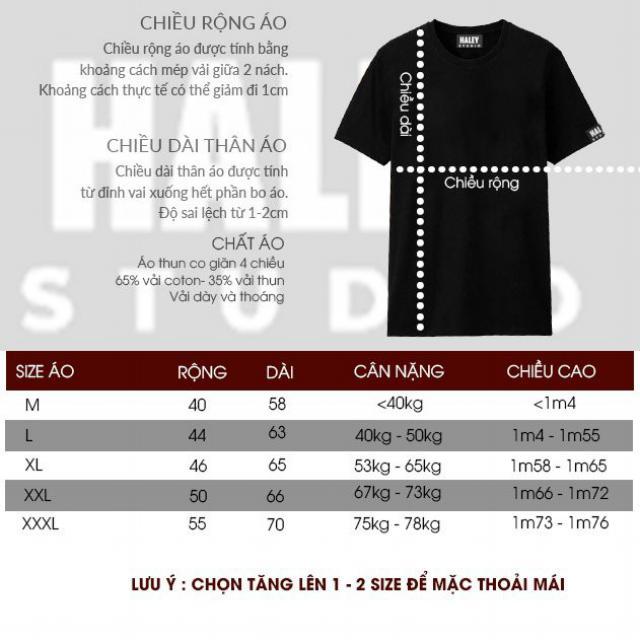 CHIỀU RỘNG ÁO
Chiều rộng áo được tính bằng
khoảng cách mép vải giữa 2 nách.
Khoảng cách thực tế có thể giảm đi 1cm
CHIỀU DÀI THÂN ÁO
Chiều dài thân áo được tính
từ đỉnh vai xuống hết phần bo áo.
Độ sai lệch từ 1-2cm
CHẤT ÁO
Áo thun co giãn 4 chiều
65% vải coton- 35% vải thun
Vải dày và thoáng
HALEY
STUDIO
HALEY
STUDIO
Chiều dài
Chiều rộng
SIZE ÁO RỘNG DÀI CÂN NẶNG CHIỀU CAO
M 40 58 <40kg <1m4
L 44 63 40kg - 50kg 1m4 - 1m55
XL 46 65 53kg - 65kg 1m58 - 1m65
XXL 50 66 67kg - 73kg 1m66 - 1m72
XXXL 55 70 75kg - 78kg 1m73 - 1m76
LƯU Ý : CHỌN TĂNG LÊN 1 - 2 SIZE ĐỂ MẶC THOẢI MÁI